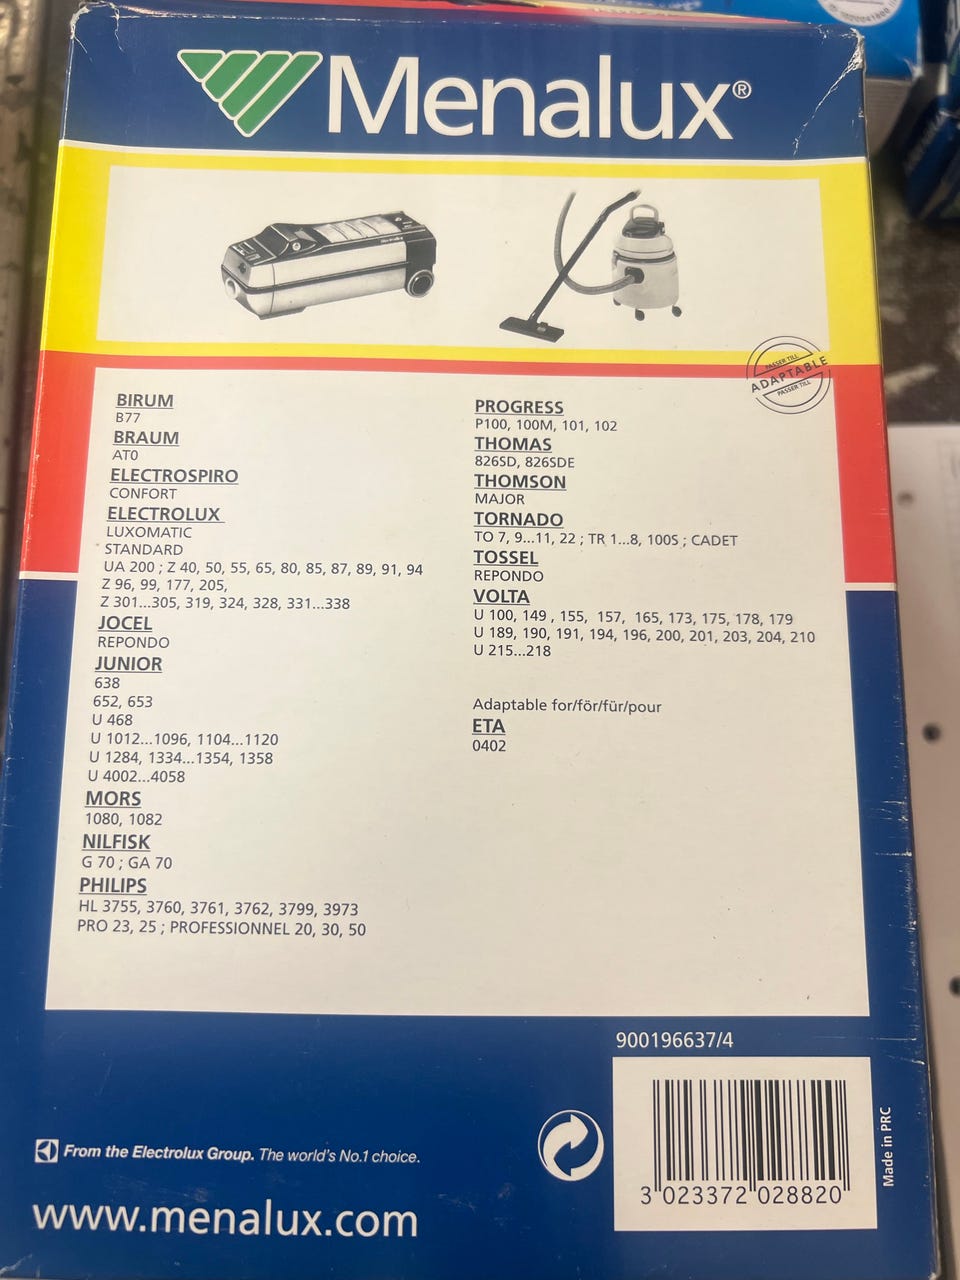 Menalux®
PASSER TILL
ADAPTABLE
PASSER TILL
BIRUM
B77
BRAUM
AT0
ELECTROSPIRO
CONFORT
ELECTROLUX
LUXOMATIC
STANDARD
UA 200 ; Z 40, 50, 55, 65, 80, 85, 87, 89, 91, 94
Z 96, 99, 177, 205,
Z 301...305, 319, 324, 328, 331...338
JOCEL
REPONDO
JUNIOR
638
652, 653
U 468
U 1012...1096, 1104...1120
U 1284, 1334...1354, 1358
U 4002...4058
MORS
1080, 1082
NILFISK
G 70 ; GA 70
PHILIPS
HL 3755, 3760, 3761, 3762, 3799, 3973
PRO 23, 25 ; PROFESSIONNEL 20, 30, 50
PROGRESS
P100, 100M, 101, 102
THOMAS
826SD, 826SDE
THOMSON
MAJOR
TORNADO
TO 7, 9...11, 22 ; TR 1...8, 100S ; CADET
TOSSEL
REPONDO
VOLTA
U 100, 149 , 155, 157, 165, 173, 175, 178, 179
U 189, 190, 191, 194, 196, 200, 201, 203, 204, 210
U 215...218
Adaptable for/för/für/pour
ETA
0402
900196637/4
3 023372 028820
Made in PRC
From the Electrolux Group. The world's No.1 choice.
www.menalux.com